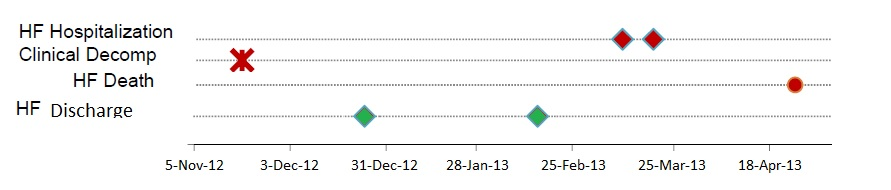 HF Hospitalization
Clinical Decomp
HF Death
HF Discharge
5-Nov-12 3-Dec-12 31-Dec-12 28-Jan-13 25-Feb-13 25-Mar-13 18-Apr-13